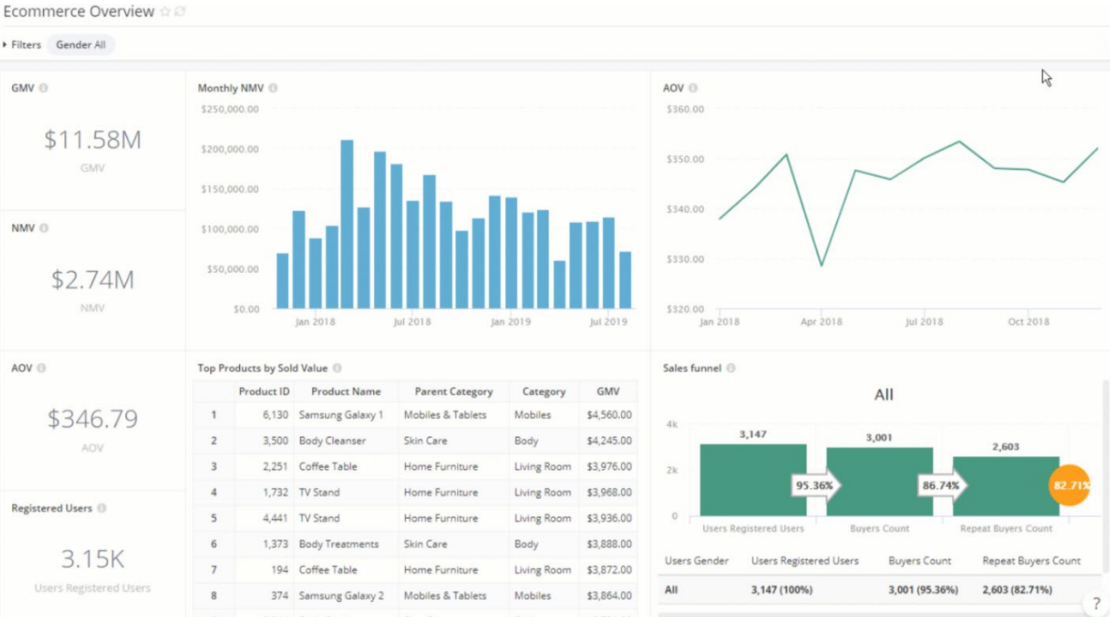 Ecommerce Overview
Filters Gender All
GMV
$11.58M
GMV
NMV
$2.74M
NMV
AOV
$346.79
AOV
Registered Users
3.15K
Users Registered Users
Monthly NMV
$250,000.00
$200,000.00
$150,000.00
$100,000.00
$50,000.00
$0.00
Jan 2018 Jul 2018 Jan 2019 Jul 2019
AOV
$360.00
$350.00
$340.00
$330.00
$320.00
Jan 2018 Apr 2018 Jul 2018 Oct 2018
Top Products by Sold Value
Product ID Product Name Parent Category Category GMV
1 6,130 Samsung Galaxy 1 Mobiles & Tablets Mobiles $4,560.00
2 3,500 Body Cleanser Skin Care Body $4,245.00
3 2,251 Coffee Table Home Furniture Living Room $3,976.00
4 1,732 TV Stand Home Furniture Living Room $3,968.00
5 4,441 TV Stand Home Furniture Living Room $3,936.00
6 1,373 Body Treatments Skin Care Body $3,888.00
7 194 Coffee Table Home Furniture Living Room $3,872.00
8 374 Samsung Galaxy 2 Mobiles & Tablets Mobiles $3,864.00
Sales funnel
All
4k
2k
0
3,147 3,001 2,603
95.36% 86.74% 82.71%
Users Registered Users Buyers Count Repeat Buyers Count
Users Gender Users Registered Users Buyers Count Repeat Buyers Count
All 3,147 (100%) 3,001 (95.36%) 2,603 (82.71%)
?